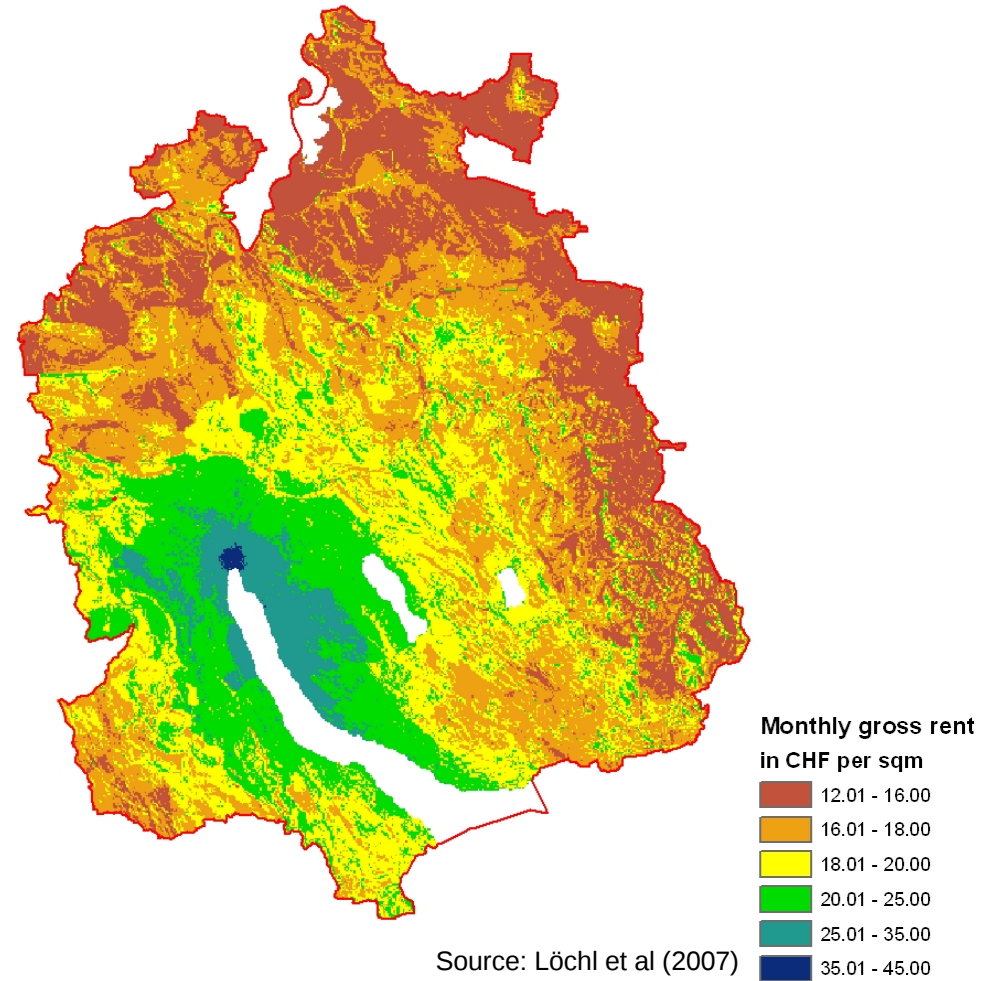 Monthly gross rent
in CHF per sqm
12.01 - 16.00
16.01 - 18.00
18.01 - 20.00
20.01 - 25.00
25.01 - 35.00
35.01 - 45.00
Source: Löchl et al (2007)